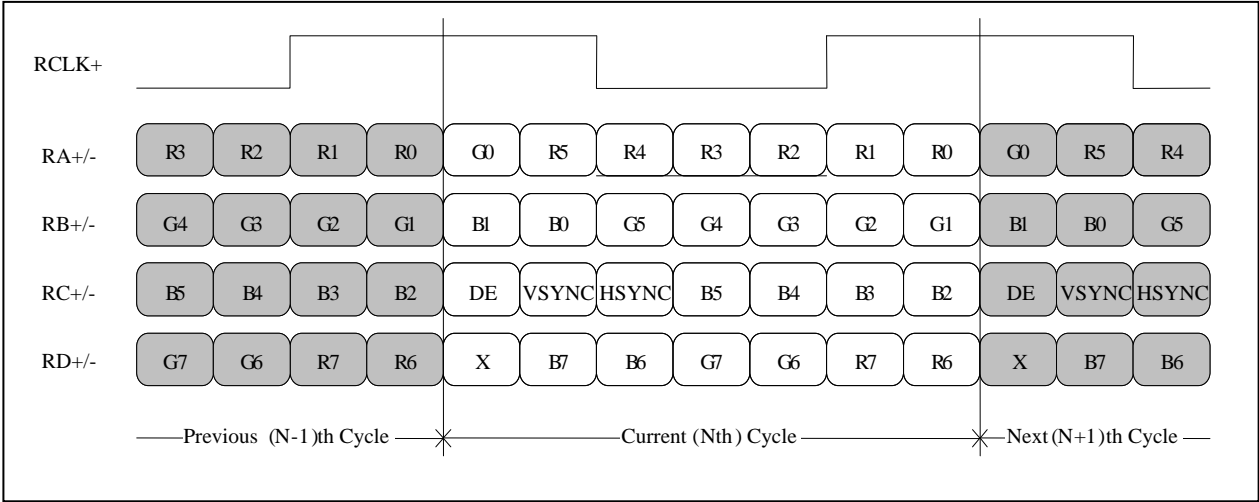 RCLK+
RA+/- R3 R2 R1 R0 G0 R5 R4 R3 R2 R1 R0 G0 R5 R4
RB+/- G4 G3 G2 G1 B1 B0 G5 G4 G3 G2 G1 B1 B0 G5
RC+/- B5 B4 B3 B2 DE VSYNC HSYNC B5 B4 B3 B2 DE VSYNC HSYNC
RD+/- G7 G6 R7 R6 X B7 B6 G7 G6 R7 R6 X B7 B6
Previous (N-1)th Cycle Current (Nth) Cycle Next (N+1)th Cycle